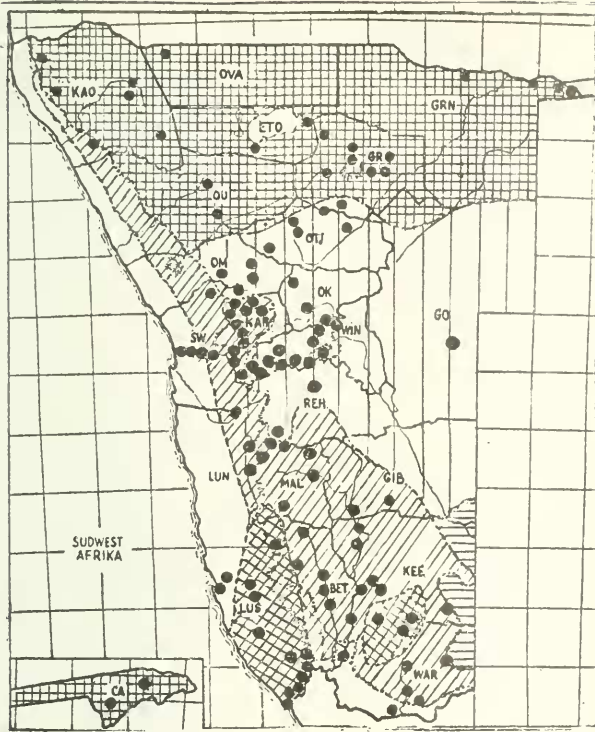 KAO
OVA
GRN
ETO
GR
OU
OTJ
OM
OK
KAR
WIN
GO
SW
REH
LUN
MAL
GIB
SUDWEST
AFRIKA
KEE
BET
LUS
WAR
CA